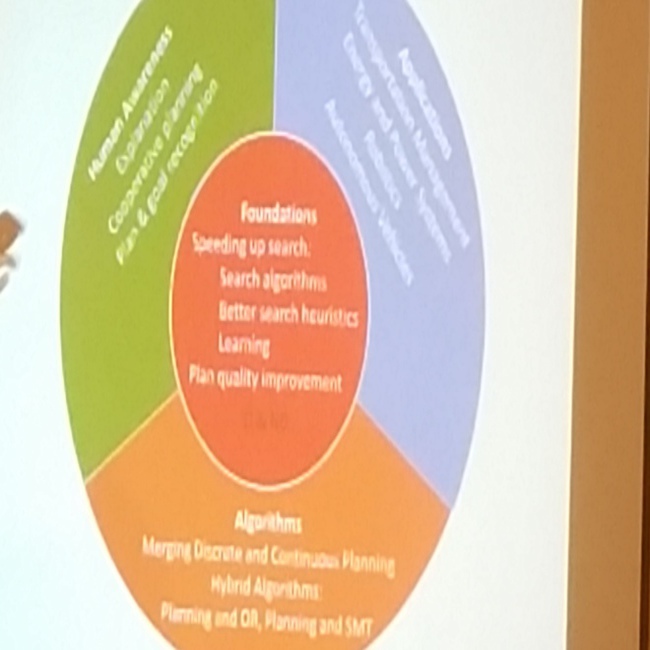 Human Awareness
Explanation
Cooperative planning
Plan & goal recognition
Applications
Transportation Management
Energy and Power Systems
Robotics
Autonomous Vehicles
Foundations
Speeding up search:
Search algorithms
Better search heuristics
Learning
Plan quality improvement
Algorithms
Merging Discrete and Continuous Planning
Hybrid Algorithms:
Planning and OR, Planning and SMT